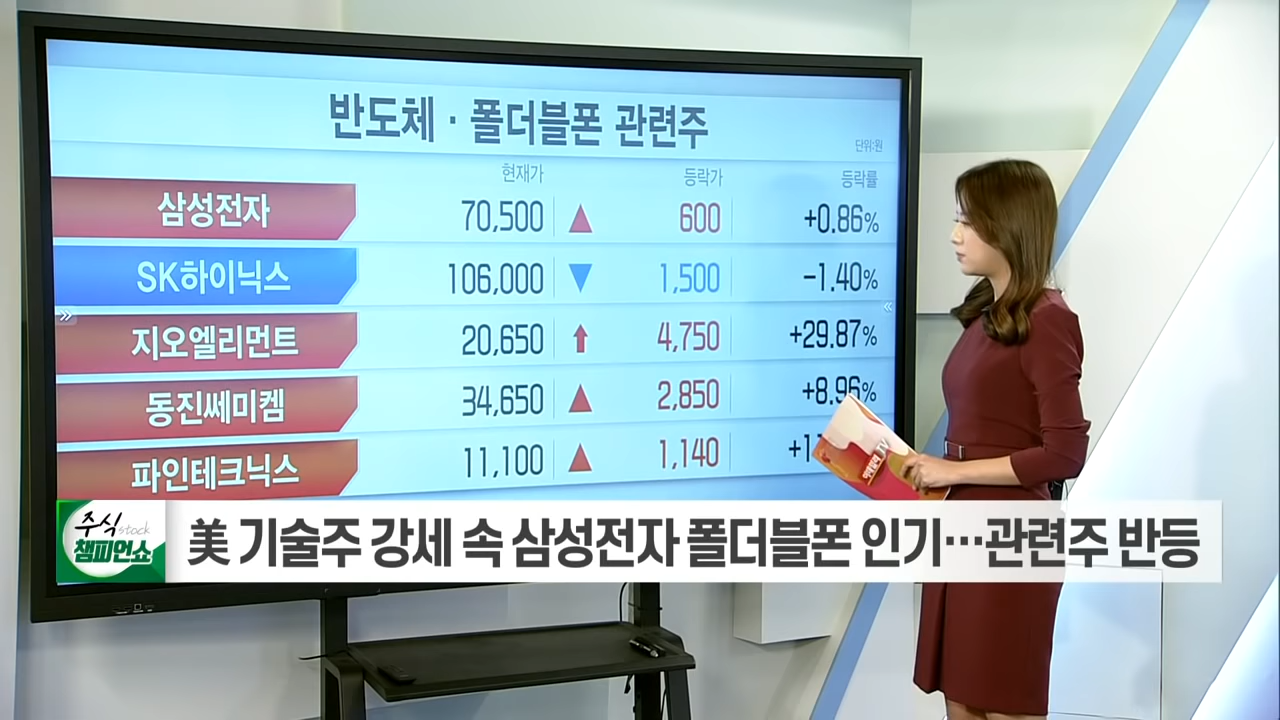 반도체 · 폴더블폰 관련주
단위:원
현재가 등락가 등락률
삼성전자 70,500 ▲ 600 +0.86%
SK하이닉스 106,000 ▼ 1,500 -1.40%
지오엘리먼트 20,650 ⬆ 4,750 +29.87%
동진쎄미켐 34,650 ▲ 2,850 +8.96%
파인테크닉스 11,100 ▲ 1,140
주식 stock
챔피언쇼
美 기술주 강세 속 삼성전자 폴더블폰 인기…관련주 반등